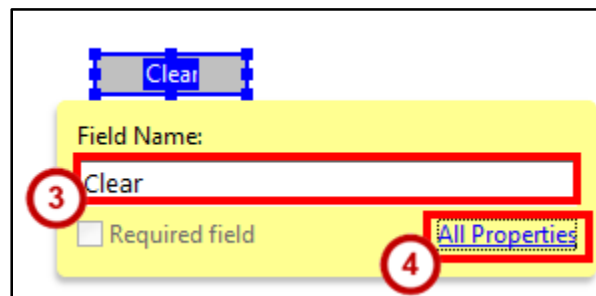 Clear
Field Name:
3
Clear
Required field
All Properties
4